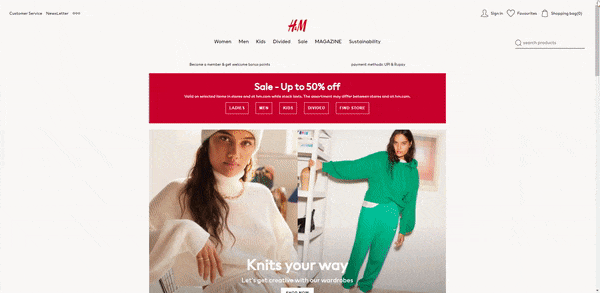 Customer Service NewsLetter
H&M
Sign in Favourites Shopping bag(0)
Women Men Kids Divided Sale MAGAZINE Sustainability
search products
Become a member & get welcome bonus points payment methods: UPI & Rupay
Sale - Up to 50% off
Valid on selected items in stores and at hm.com while stock lasts. The assortment may differ between stores and at hm.com.
LADIES MEN KIDS DIVIDED FIND STORE
Knits your way
Let's get creative with our wardrobes
SHOP NOW